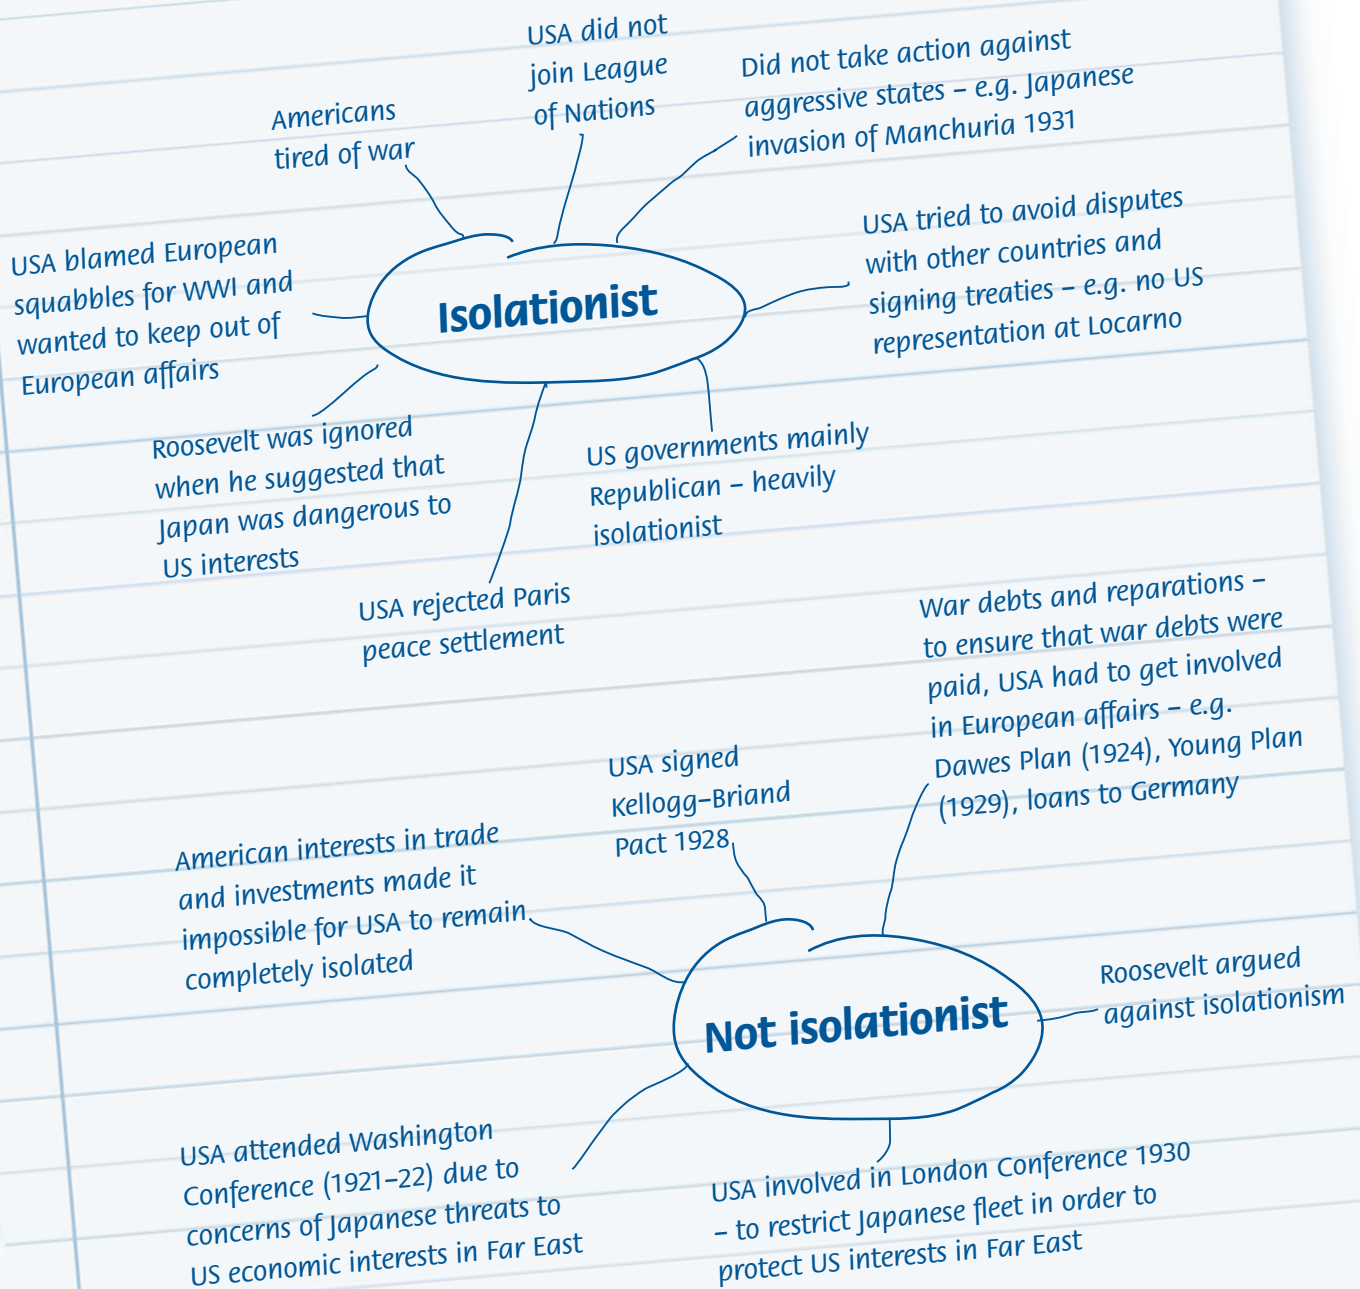 USA did not
join League
of Nations
Did not take action against
aggressive states – e.g. Japanese
invasion of Manchuria 1931
Americans
tired of war
USA tried to avoid disputes
with other countries and
signing treaties – e.g. no US
representation at Locarno
USA blamed European
squabbles for WWI and
wanted to keep out of
European affairs
Isolationist
Roosevelt was ignored
when he suggested that
Japan was dangerous to
US interests
US governments mainly
Republican – heavily
isolationist
USA rejected Paris
peace settlement
War debts and reparations –
to ensure that war debts were
paid, USA had to get involved
in European affairs – e.g.
Dawes Plan (1924), Young Plan
(1929), loans to Germany
USA signed
Kellogg–Briand
Pact 1928
American interests in trade
and investments made it
impossible for USA to remain
completely isolated
Not isolationist
Roosevelt argued
against isolationism
USA attended Washington
Conference (1921–22) due to
concerns of Japanese threats to
US economic interests in Far East
USA involved in London Conference 1930
– to restrict Japanese fleet in order to
protect US interests in Far East